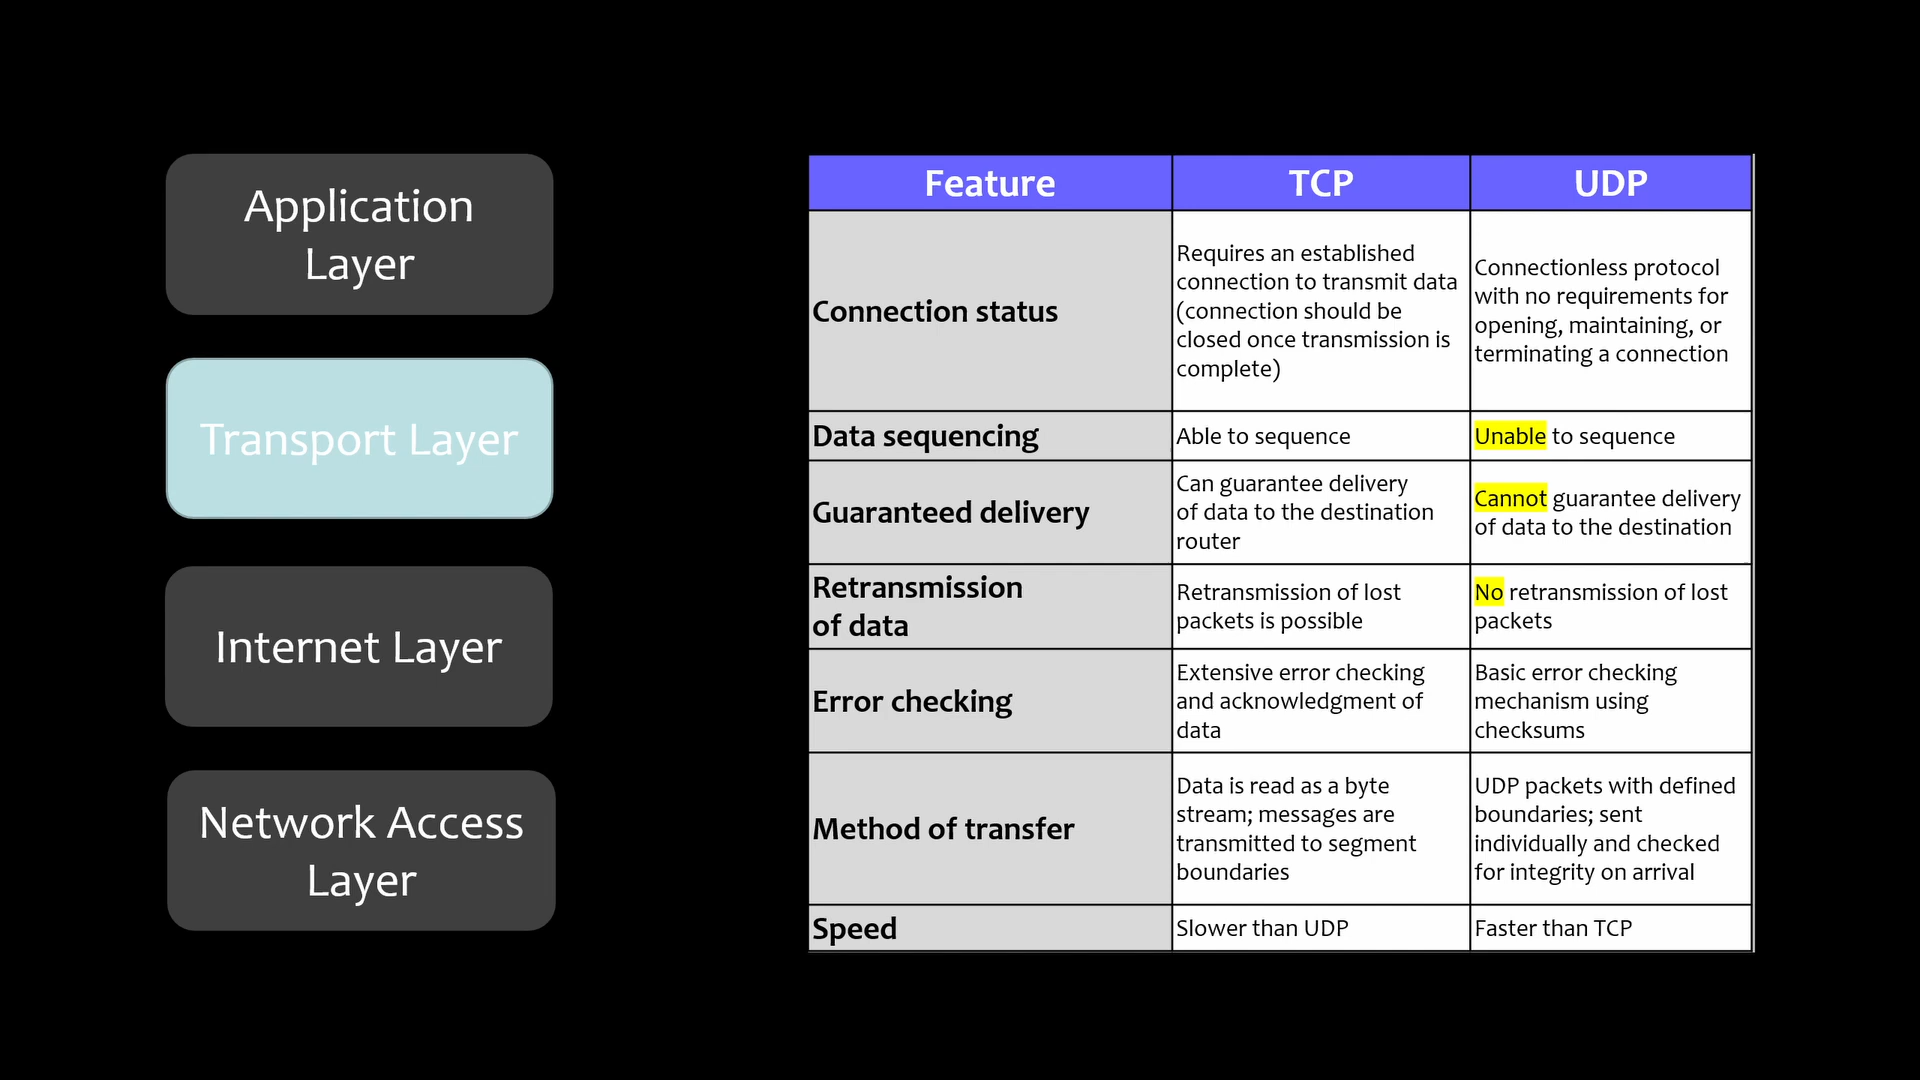 Application
Layer
Transport Layer
Internet Layer
Network Access
Layer
Feature
TCP
UDP
Connection status
Requires an established
connection to transmit data
(connection should be
closed once transmission is
complete)
Connectionless protocol
with no requirements for
opening, maintaining, or
terminating a connection
Data sequencing
Able to sequence
Unable to sequence
Guaranteed delivery
Can guarantee delivery
of data to the destination
router
Cannot guarantee delivery
of data to the destination
Retransmission
of data
Retransmission of lost
packets is possible
No retransmission of lost
packets
Error checking
Extensive error checking
and acknowledgment of
data
Basic error checking
mechanism using
checksums
Method of transfer
Data is read as a byte
stream; messages are
transmitted to segment
boundaries
UDP packets with defined
boundaries; sent
individually and checked
for integrity on arrival
Speed
Slower than UDP
Faster than TCP